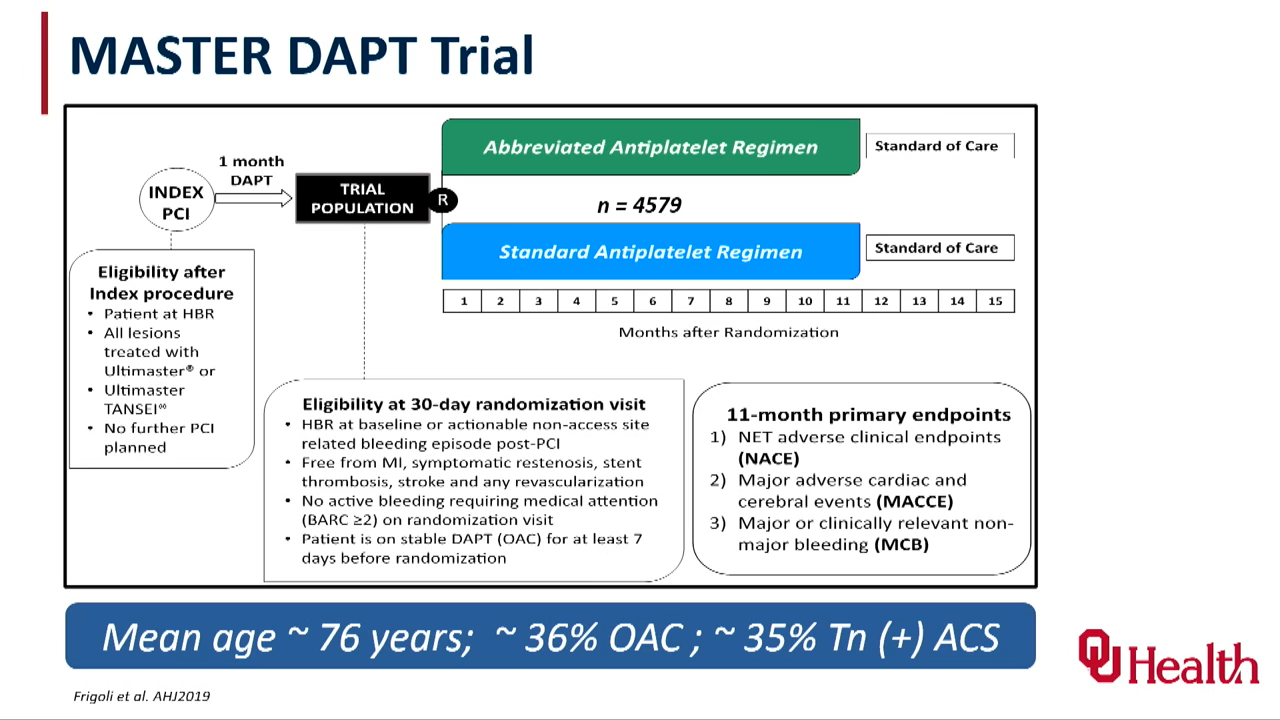 MASTER DAPT Trial
1 month
DAPT
INDEX
PCI
TRIAL
POPULATION
R
Abbreviated Antiplatelet Regimen
Standard of Care
n = 4579
Standard Antiplatelet Regimen
Standard of Care
1 2 3 4 5 6 7 8 9 10 11 12 13 14 15
Months after Randomization
Eligibility after
Index procedure
• Patient at HBR
• All lesions
treated with
Ultimaster® or
• Ultimaster
TANSEI
• No further PCI
planned
Eligibility at 30-day randomization visit
• HBR at baseline or actionable non-access site
related bleeding episode post-PCI
• Free from MI, symptomatic restenosis, stent
thrombosis, stroke and any revascularization
• No active bleeding requiring medical attention
(BARC ≥2) on randomization visit
• Patient is on stable DAPT (OAC) for at least 7
days before randomization
11-month primary endpoints
1) NET adverse clinical endpoints
(NACE)
2) Major adverse cardiac and
cerebral events (MACCE)
3) Major or clinically relevant non-
major bleeding (MCB)
Mean age ~ 76 years; ~ 36% OAC ; ~ 35% Tn (+) ACS
Frigoli et al. AHJ2019
OU Health